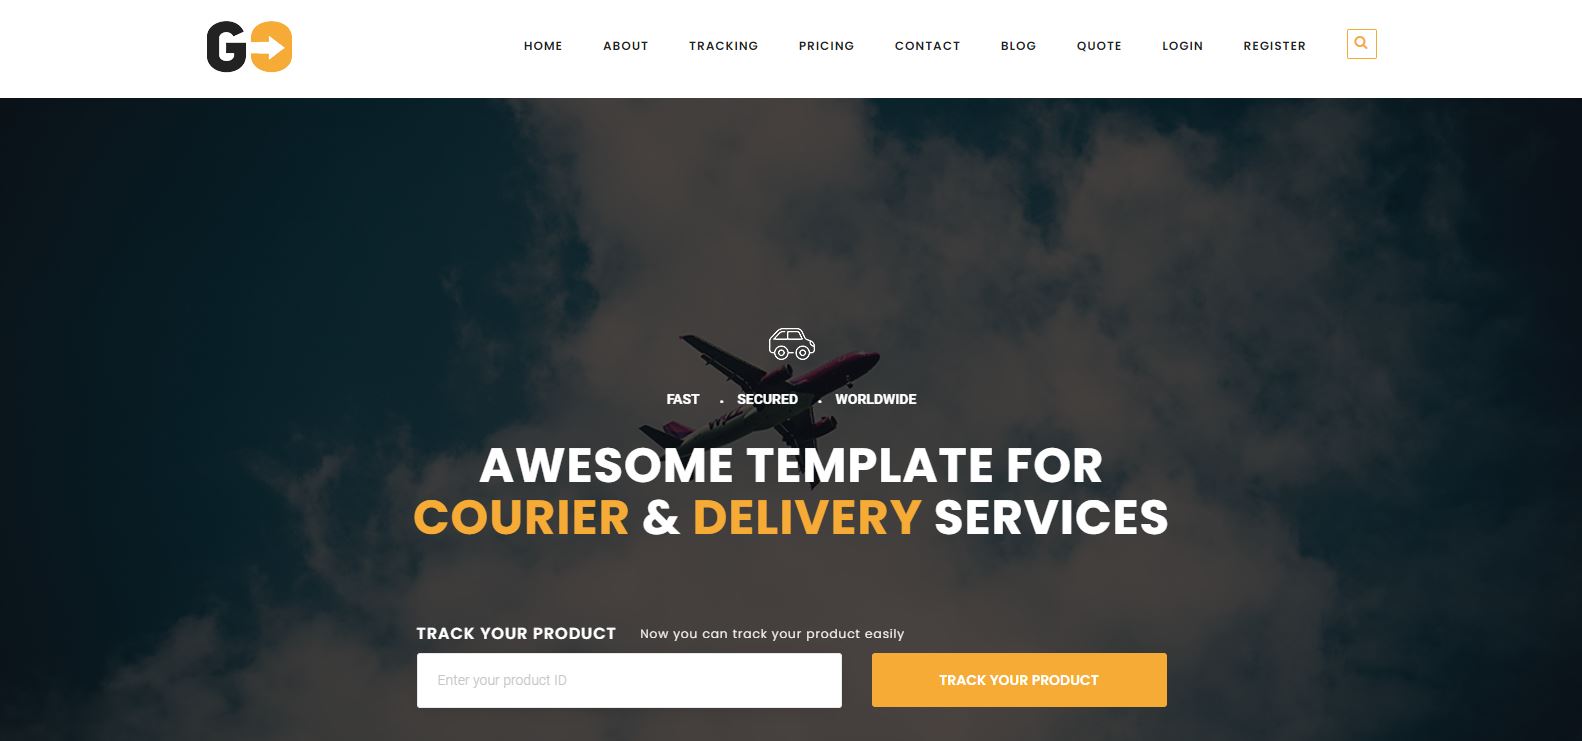 GO
HOME ABOUT TRACKING PRICING CONTACT BLOG QUOTE LOGIN REGISTER
FAST • SECURED • WORLDWIDE
AWESOME TEMPLATE FOR
COURIER & DELIVERY SERVICES
TRACK YOUR PRODUCT Now you can track your product easily
Enter your product ID TRACK YOUR PRODUCT